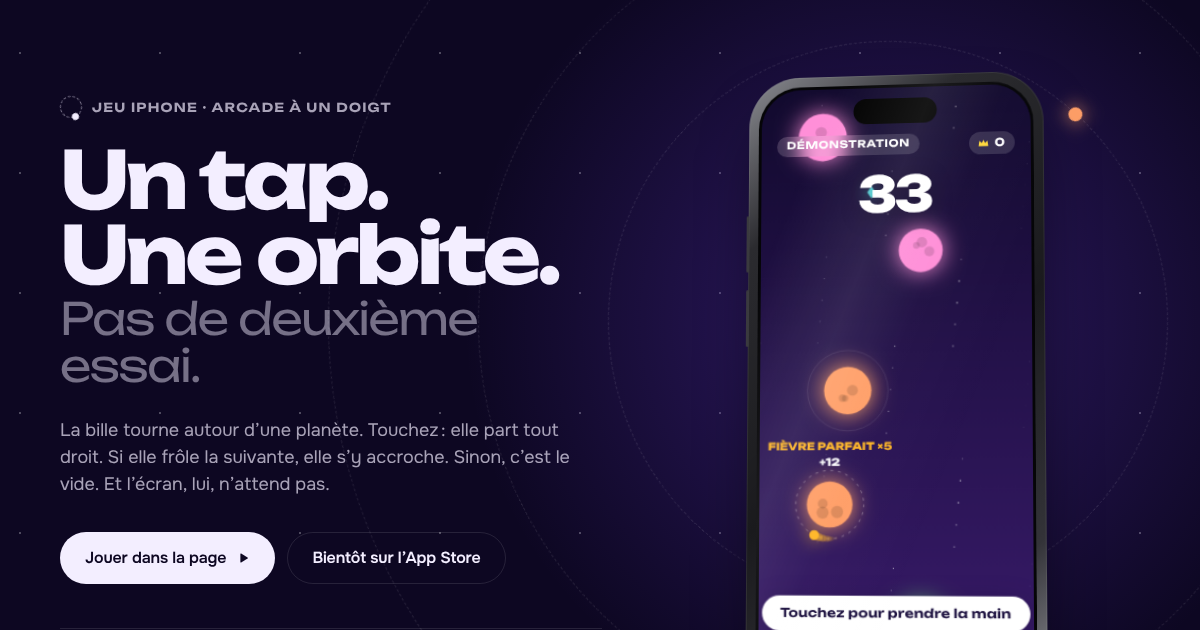 JEU IPHONE · ARCADE À UN DOIGT
Un tap.
Une orbite.
Pas de deuxième
essai.
La bille tourne autour d’une planète. Touchez : elle part tout
droit. Si elle frôle la suivante, elle s’y accroche. Sinon, c’est le
vide. Et l’écran, lui, n’attend pas.
Jouer dans la page
Bientôt sur l’App Store
DÉMONSTRATION
0
33
FIÈVRE PARFAIT ×5
+12
Touchez pour prendre la main